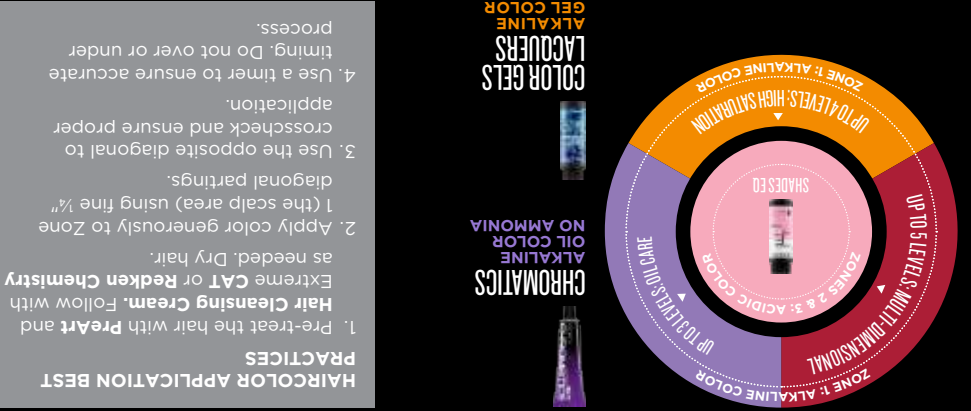 ZONE 1: ALKALINE COLOR
UP TO 5 LEVELS: MULTI-DIMENSIONAL
UP TO 3 LEVELS: OIL CARE
ZONES 2 & 3: ACIDIC COLOR
SHADES EQ
UP TO 4 LEVELS: HIGH SATURATION
ZONE 1: ALKALINE COLOR
CHROMATICS
ALKALINE
OIL COLOR
NO AMMONIA
COLOR GELS
LACQUERS
ALKALINE
GEL COLOR
HAIRCOLOR APPLICATION BEST
PRACTICES
1. Pre-treat the hair with PreArt and
Hair Cleansing Cream. Follow with
Extreme CAT or Redken Chemistry
as needed. Dry hair.
2. Apply color generously to Zone
1 (the scalp area) using fine ¼"
diagonal partings.
3. Use the opposite diagonal to
crosscheck and ensure proper
application.
4. Use a timer to ensure accurate
timing. Do not over or under
process.